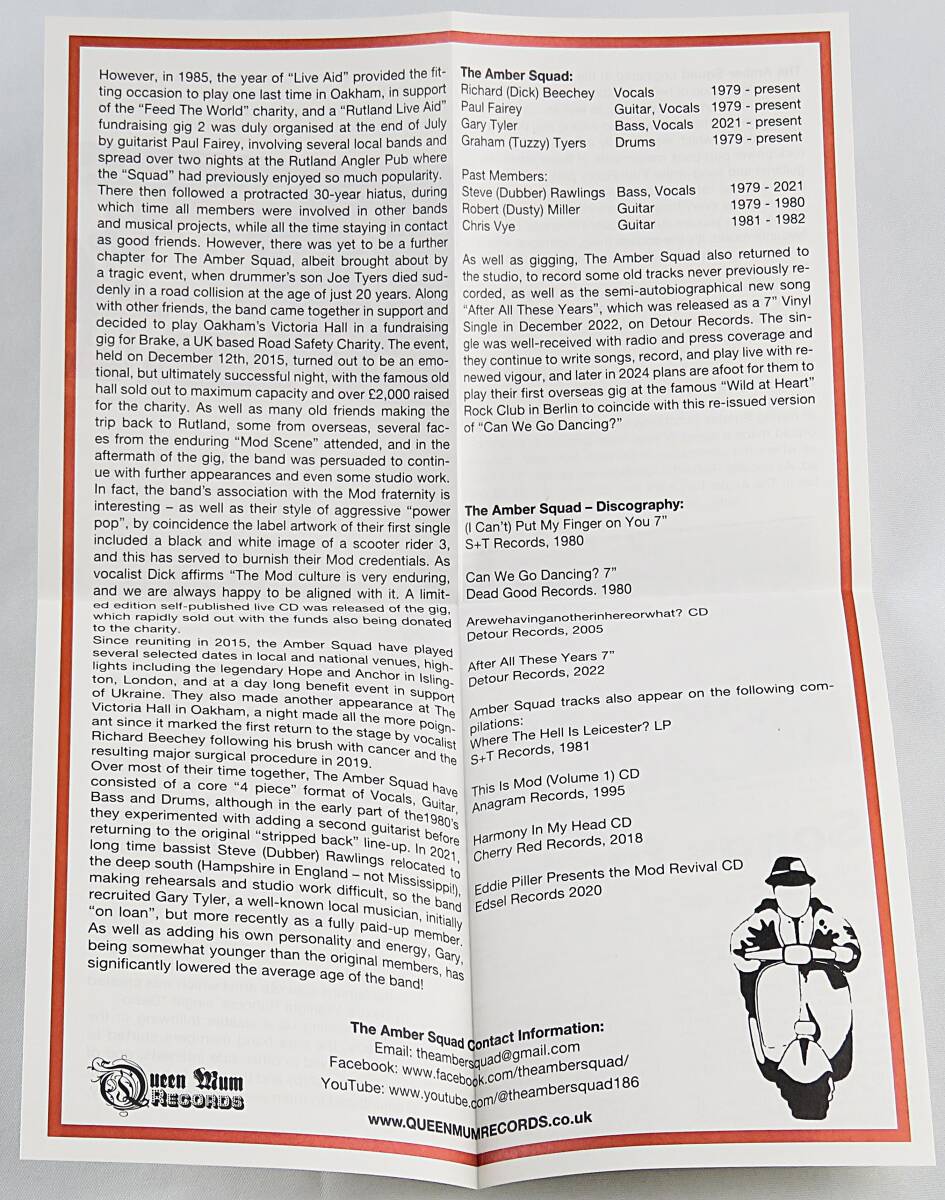 However, in 1985, the year of “Live Aid” provided the fit-
ting occasion to play one last time in Oakham, in support
of the “Feed The World” charity, and a “Rutland Live Aid”
fundraising gig 2 was duly organised at the end of July
by guitarist Paul Fairey, involving several local bands and
spread over two nights at the Rutland Angler Pub where
the “Squad” had previously enjoyed so much popularity.
There then followed a protracted 30-year hiatus, during
which time all members were involved in other bands
and musical projects, while all the time staying in contact
as good friends. However, there was yet to be a further
chapter for The Amber Squad, albeit brought about by
a tragic event, when drummer’s son Joe Tyers died sud-
denly in a road collision at the age of just 20 years. Along
with other friends, the band came together in support and
decided to play Oakham’s Victoria Hall in a fundraising
gig for Brake, a UK based Road Safety Charity. The event,
held on December 12th, 2015, turned out to be an emo-
tional, but ultimately successful night, with the famous old
hall sold out to maximum capacity and over £2,000 raised
for the charity. As well as many old friends making the
trip back to Rutland, some from overseas, several fac-
es from the enduring “Mod Scene” attended, and in the
aftermath of the gig, the band was persuaded to contin-
ue with further appearances and even some studio work.
In fact, the band’s association with the Mod fraternity is
interesting – as well as their style of aggressive “power
pop”, by coincidence the label artwork of their first single
included a black and white image of a scooter rider 3,
and this has served to burnish their Mod credentials. As
vocalist Dick affirms “The Mod culture is very enduring,
and we are always happy to be aligned with it. A limit-
ed edition self-published live CD was released of the gig,
which rapidly sold out with the funds also being donated
to the charity.
Since reuniting in 2015, the Amber Squad have played
several selected dates in local and national venues, high-
lights including the legendary Hope and Anchor in Isling-
ton, London, and at a day long benefit event in support
of Ukraine. They also made another appearance at The
Victoria Hall in Oakham, a night made all the more poign-
ant since it marked the first return to the stage by vocalist
Richard Beechey following his brush with cancer and the
resulting major surgical procedure in 2019.
Over most of their time together, The Amber Squad have
consisted of a core “4 piece” format of Vocals, Guitar,
Bass and Drums, although in the early part of the1980’s
they experimented with adding a second guitarist before
returning to the original “stripped back” line-up. In 2021,
long time bassist Steve (Dubber) Rawlings relocated to
the deep south (Hampshire in England – not Mississippi!),
making rehearsals and studio work difficult, so the band
recruited Gary Tyler, a well-known local musician, initially
“on loan”, but more recently as a fully paid-up member.
As well as adding his own personality and energy, Gary,
being somewhat younger than the original members, has
significantly lowered the average age of the band!
The Amber Squad:
Richard (Dick) Beechey Vocals 1979 - present
Paul Fairey Guitar, Vocals 1979 - present
Gary Tyler Bass, Vocals 2021 - present
Graham (Tuzzy) Tyers Drums 1979 - present
Past Members:
Steve (Dubber) Rawlings Bass, Vocals 1979 - 2021
Robert (Dusty) Miller Guitar 1979 - 1980
Chris Vye Guitar 1981 - 1982
As well as gigging, The Amber Squad also returned to
the studio, to record some old tracks never previously re-
corded, as well as the semi-autobiographical new song
“After All These Years”, which was released as a 7” Vinyl
Single in December 2022, on Detour Records. The sin-
gle was well-received with radio and press coverage and
they continue to write songs, record, and play live with re-
newed vigour, and later in 2024 plans are afoot for them to
play their first overseas gig at the famous “Wild at Heart”
Rock Club in Berlin to coincide with this re-issued version
of “Can We Go Dancing?”
The Amber Squad – Discography:
(I Can’t) Put My Finger on You 7”
S+T Records, 1980
Can We Go Dancing? 7”
Dead Good Records. 1980
Arewehavinganotherinhereorwhat? CD
Detour Records, 2005
After All These Years 7”
Detour Records, 2022
Amber Squad tracks also appear on the following com-
pilations:
Where The Hell Is Leicester? LP
S+T Records, 1981
This Is Mod (Volume 1) CD
Anagram Records, 1995
Harmony In My Head CD
Cherry Red Records, 2018
Eddie Piller Presents the Mod Revival CD
Edsel Records 2020
The Amber Squad Contact Information:
Email: theambersquad@gmail.com
Facebook: www.facebook.com/theambersquad/
YouTube: www.youtube.com/@theambersquad186
www.QUEENMUMRECORDS.co.uk
Queen Mum
RECORDS